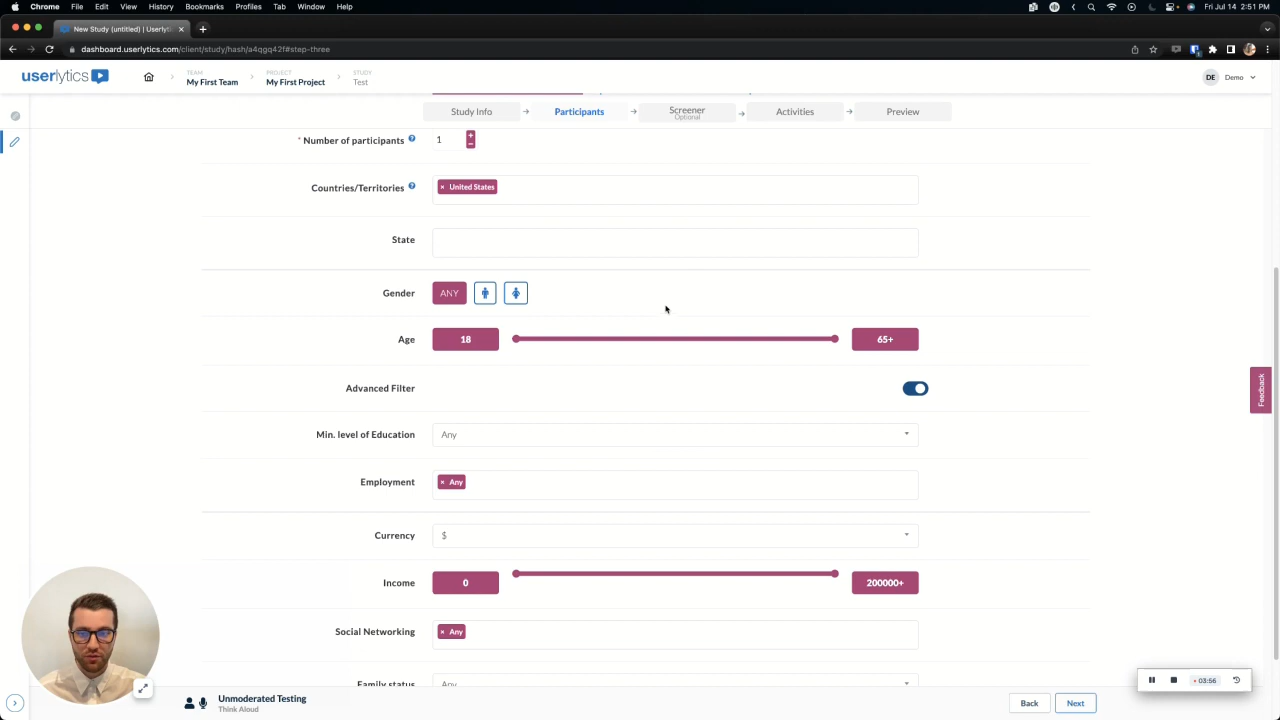 Chrome File Edit View History Bookmarks Profiles Tab Window Help Fri Jul 14 2:51 PM
New Study (untitled) | Userlytic
dashboard.userlytics.com/client/study/hash/a4qgq42f#step-three
userlytics
TEAM
My First Team
PROJECT
My First Project
STUDY
Test
DE Demo
Study Info
Participants
Screener
Optional
Activities
Preview
* Number of participants ? 1
Countries/Territories ? × United States
State
Gender ANY
Age 18 65+
Advanced Filter
Min. level of Education Any
Employment × Any
Currency $
Income 0 200000+
Social Networking × Any
Family status Any
Feedback
03:56
Unmoderated Testing
Think Aloud
Back Next